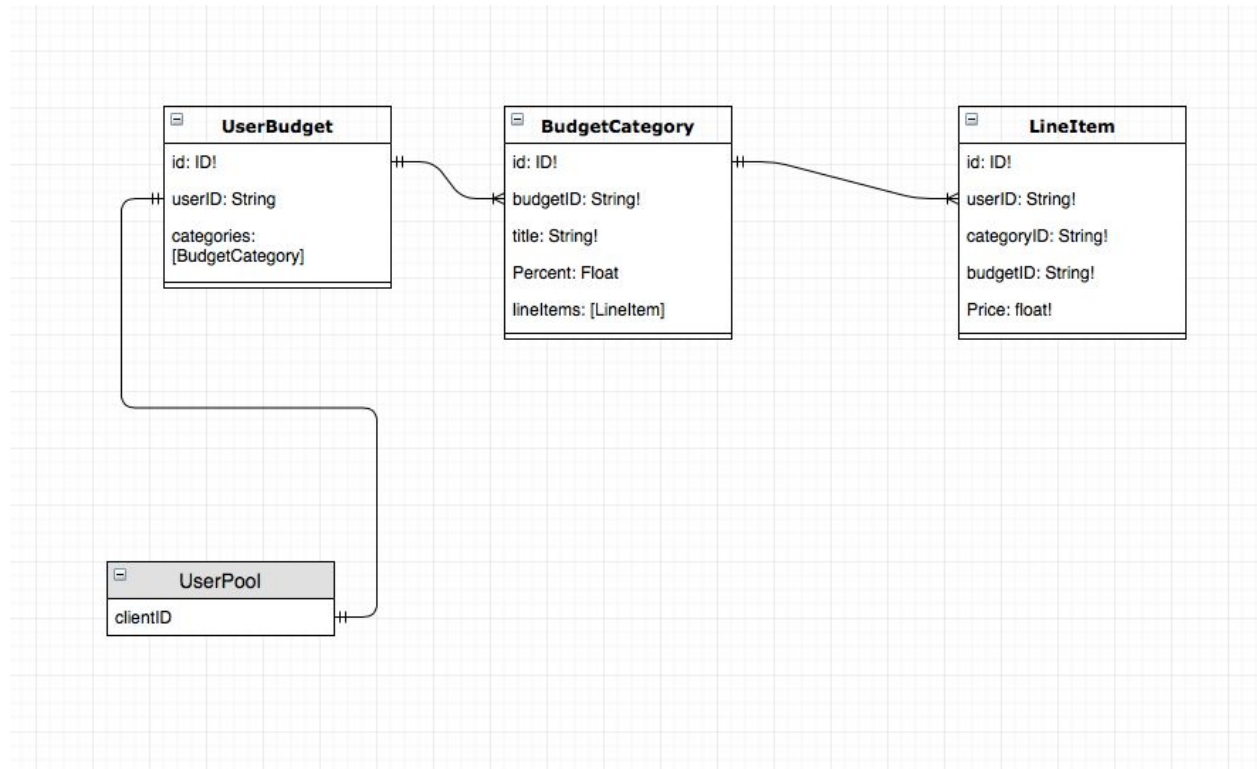 UserBudget
id: ID!
userID: String
categories:
[BudgetCategory]
BudgetCategory
id: ID!
budgetID: String!
title: String!
Percent: Float
lineItems: [LineItem]
LineItem
id: ID!
userID: String!
categoryID: String!
budgetID: String!
Price: float!
UserPool
clientID